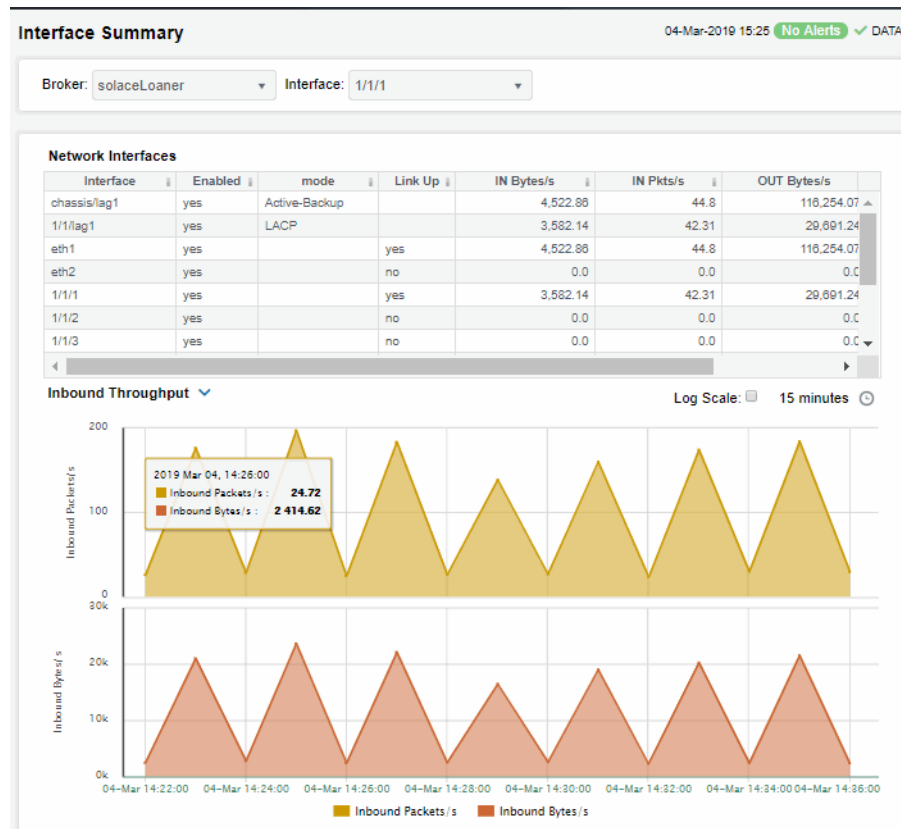 Interface Summary
04-Mar-2019 15:25 No Alerts DATA
Broker: solaceLoaner Interface: 1/1/1
Network Interfaces
Interface Enabled mode Link Up IN Bytes/s IN Pkts/s OUT Bytes/s
chassis/lag1 yes Active-Backup 4,522.86 44.8 116,254.07
1/1/lag1 yes LACP 3,582.14 42.31 29,691.24
eth1 yes yes 4,522.86 44.8 116,254.07
eth2 yes no 0.0 0.0 0.0
1/1/1 yes yes 3,582.14 42.31 29,691.24
1/1/2 yes no 0.0 0.0 0.0
1/1/3 yes no 0.0 0.0 0.0
Inbound Throughput Log Scale: 15 minutes
200
100
0
Inbound Packets/s
2019 Mar 04, 14:26:00
Inbound Packets/s : 24.72
Inbound Bytes/s : 2 414.62
30k
20k
10k
0k
Inbound Bytes/s
04-Mar 14:22:00 04-Mar 14:24:00 04-Mar 14:26:00 04-Mar 14:28:00 04-Mar 14:30:00 04-Mar 14:32:00 04-Mar 14:34:00 04-Mar 14:36:00
Inbound Packets/s Inbound Bytes/s